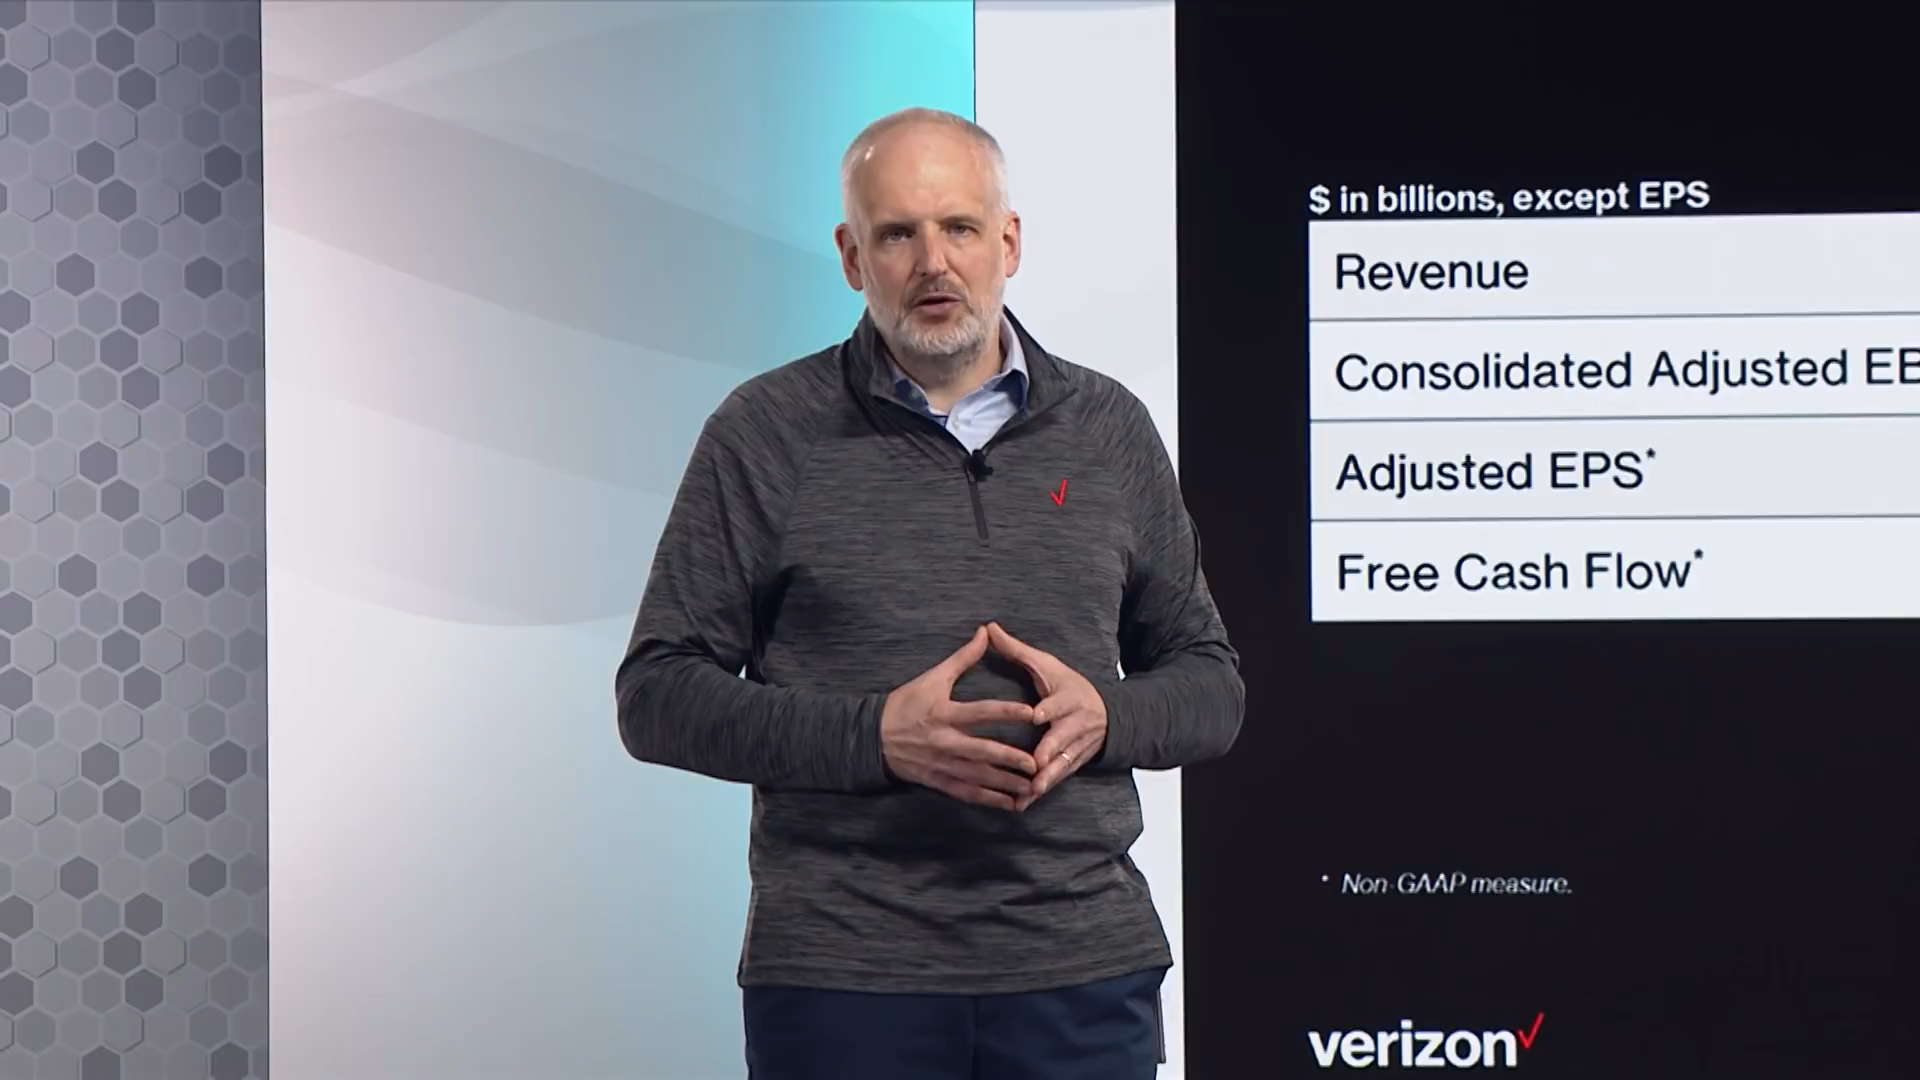 $ in billions, except EPS
Revenue
Consolidated Adjusted EB
Adjusted EPS*
Free Cash Flow*
* Non-GAAP measure.
verizon